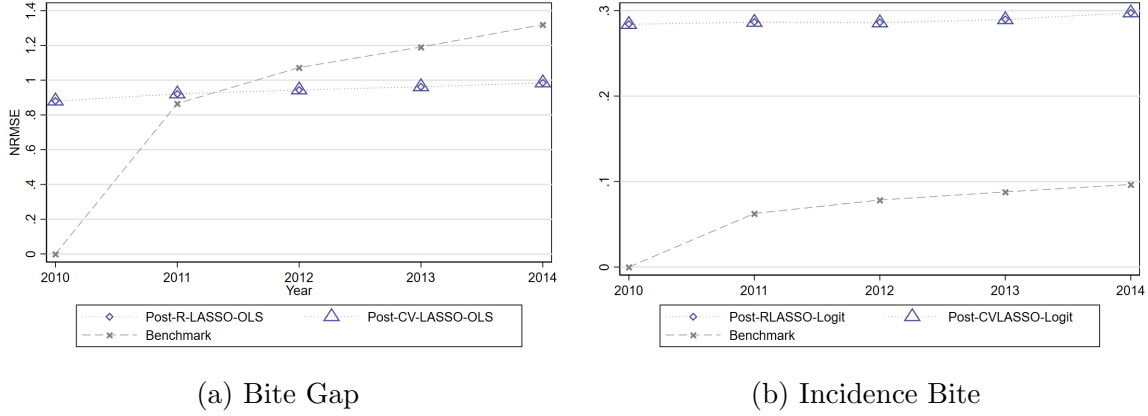 NRMSE
1.4
1.2
1
.8
.6
.4
.2
0
2010 2011 2012 2013 2014
Year
Post-R-LASSO-OLS Post-CV-LASSO-OLS
Benchmark
(a) Bite Gap
.3
.2
.1
0
2010 2011 2012 2013 2014
Post-RLASSO-Logit Post-CVLASSO-Logit
Benchmark
(b) Incidence Bite